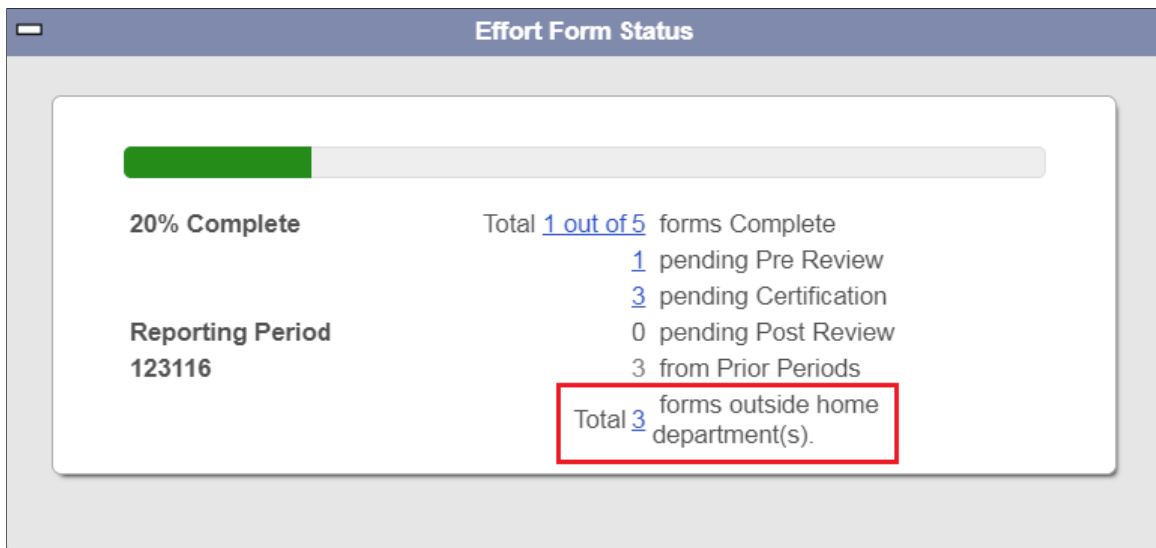 Effort Form Status
20% Complete Total 1 out of 5 forms Complete
1 pending Pre Review
3 pending Certification
Reporting Period 0 pending Post Review
123116 3 from Prior Periods
Total 3 forms outside home
department(s).